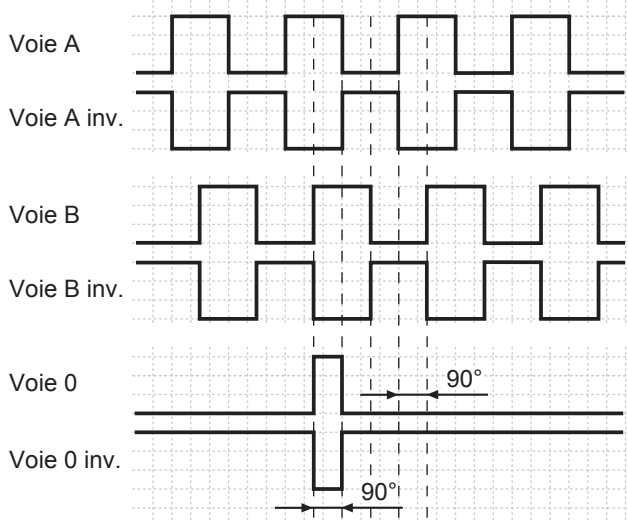 Voie A
Voie A inv.
Voie B
Voie B inv.
Voie 0
90°
Voie 0 inv.
90°